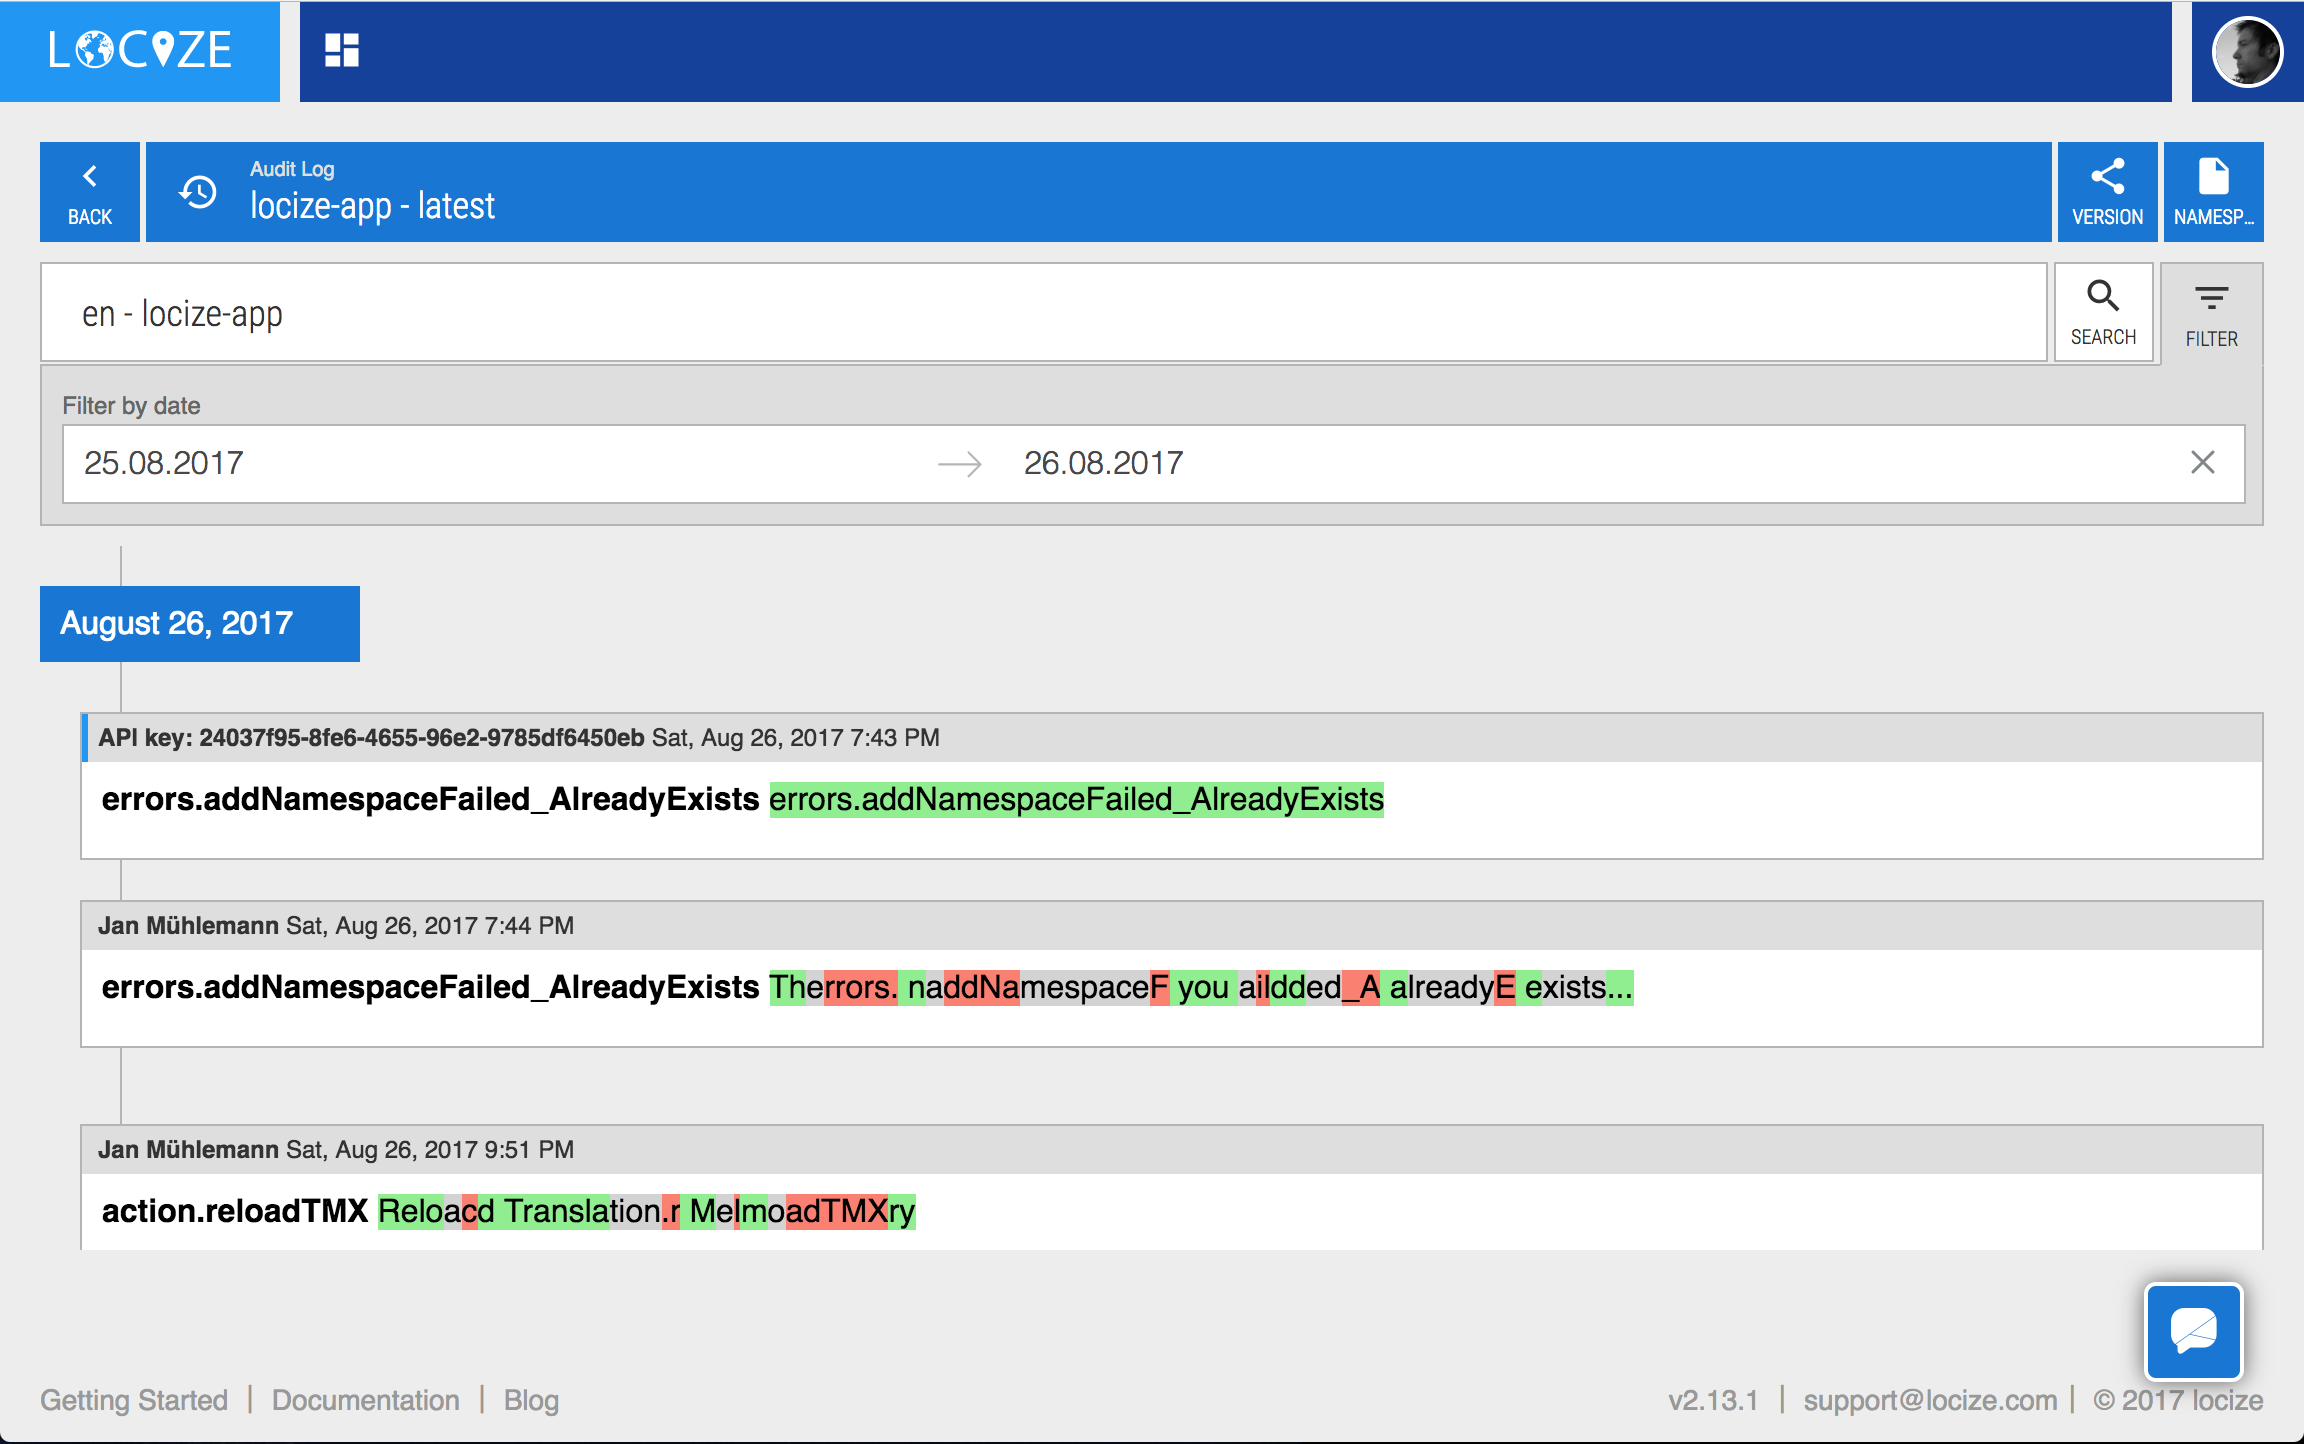 LOCIZE
Audit Log
BACK
locize-app - latest
VERSION
NAMESP...
en - locize-app
SEARCH
FILTER
Filter by date
25.08.2017
26.08.2017
August 26, 2017
API key: 24037f95-8fe6-4655-96e2-9785df6450eb Sat, Aug 26, 2017 7:43 PM
errors.addNamespaceFailed_AlreadyExists errors.addNamespaceFailed_AlreadyExists
Jan Mühlemann Sat, Aug 26, 2017 7:44 PM
errors.addNamespaceFailed_AlreadyExists Therrors. naddNamespaceF you aildded_A alreadyE exists...
Jan Mühlemann Sat, Aug 26, 2017 9:51 PM
action.reloadTMX Reloacd Translation.r MelmoadTMXry
Getting Started | Documentation | Blog
v2.13.1 | support@locize.com | © 2017 locize